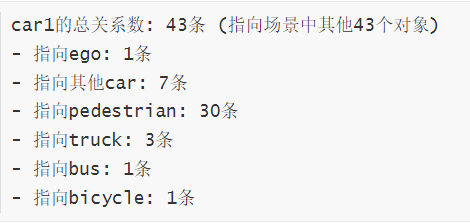 car1的总关系数: 43条 (指向场景中其他43个对象)
- 指向ego: 1条
- 指向其他car: 7条
- 指向pedestrian: 30条
- 指向truck: 3条
- 指向bus: 1条
- 指向bicycle: 1条